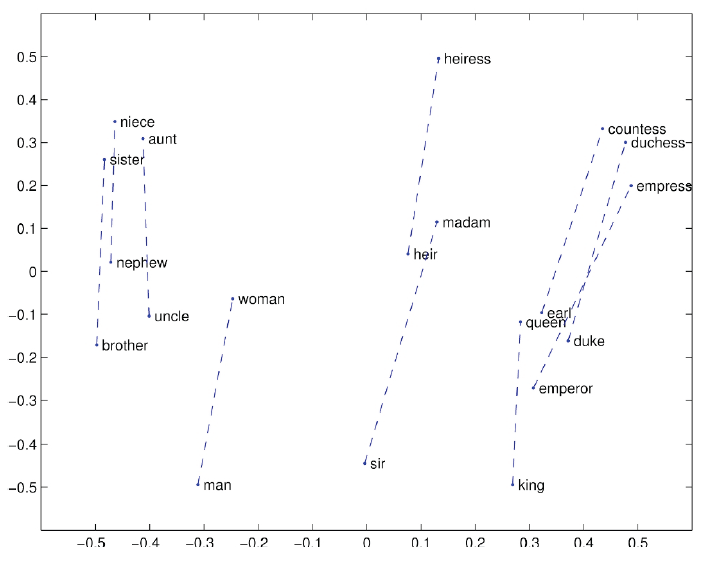 0.5
heiress
0.4
niece
countess
0.3
aunt
duchess
sister
0.2
empress
0.1
madam
heir
0
nephew
woman
−0.1
uncle
earl
queen
brother
duke
−0.2
emperor
−0.3
−0.4
sir
−0.5
man
king
−0.5 −0.4 −0.3 −0.2 −0.1 0 0.1 0.2 0.3 0.4 0.5